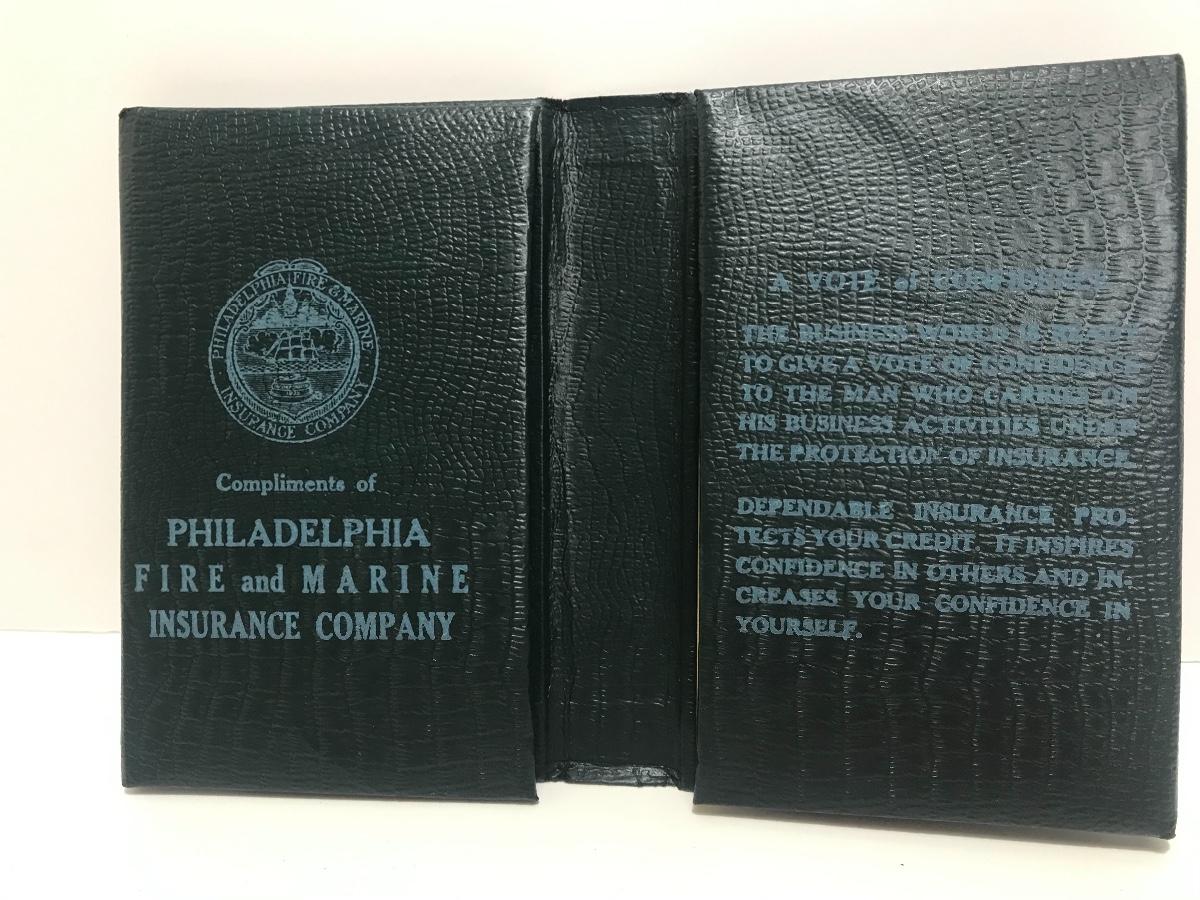 PHILADELPHIA FIRE & MARINE
INSURANCE COMPANY
Compliments of
PHILADELPHIA
FIRE and MARINE
INSURANCE COMPANY
A VOTE of CONFIDENCE
THE BUSINESS WORLD IS READY
TO GIVE A VOTE OF CONFIDENCE
TO THE MAN WHO CARRIES ON
HIS BUSINESS ACTIVITIES UNDER
THE PROTECTION OF INSURANCE.
DEPENDABLE INSURANCE PRO-
TECTS YOUR CREDIT. IT INSPIRES
CONFIDENCE IN OTHERS AND IN-
CREASES YOUR CONFIDENCE IN
YOURSELF.